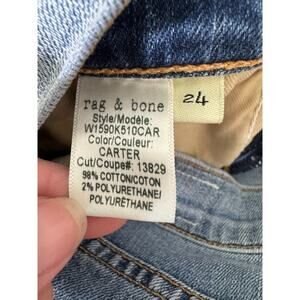 rag & bone
Style/Modèle:
W1590K510CAR
Color/Couleur:
CARTER
Cut/Coupe#: 13829
98% COTTON/COTON
2% POLYURETHANE/
POLYURÉTHANE
24